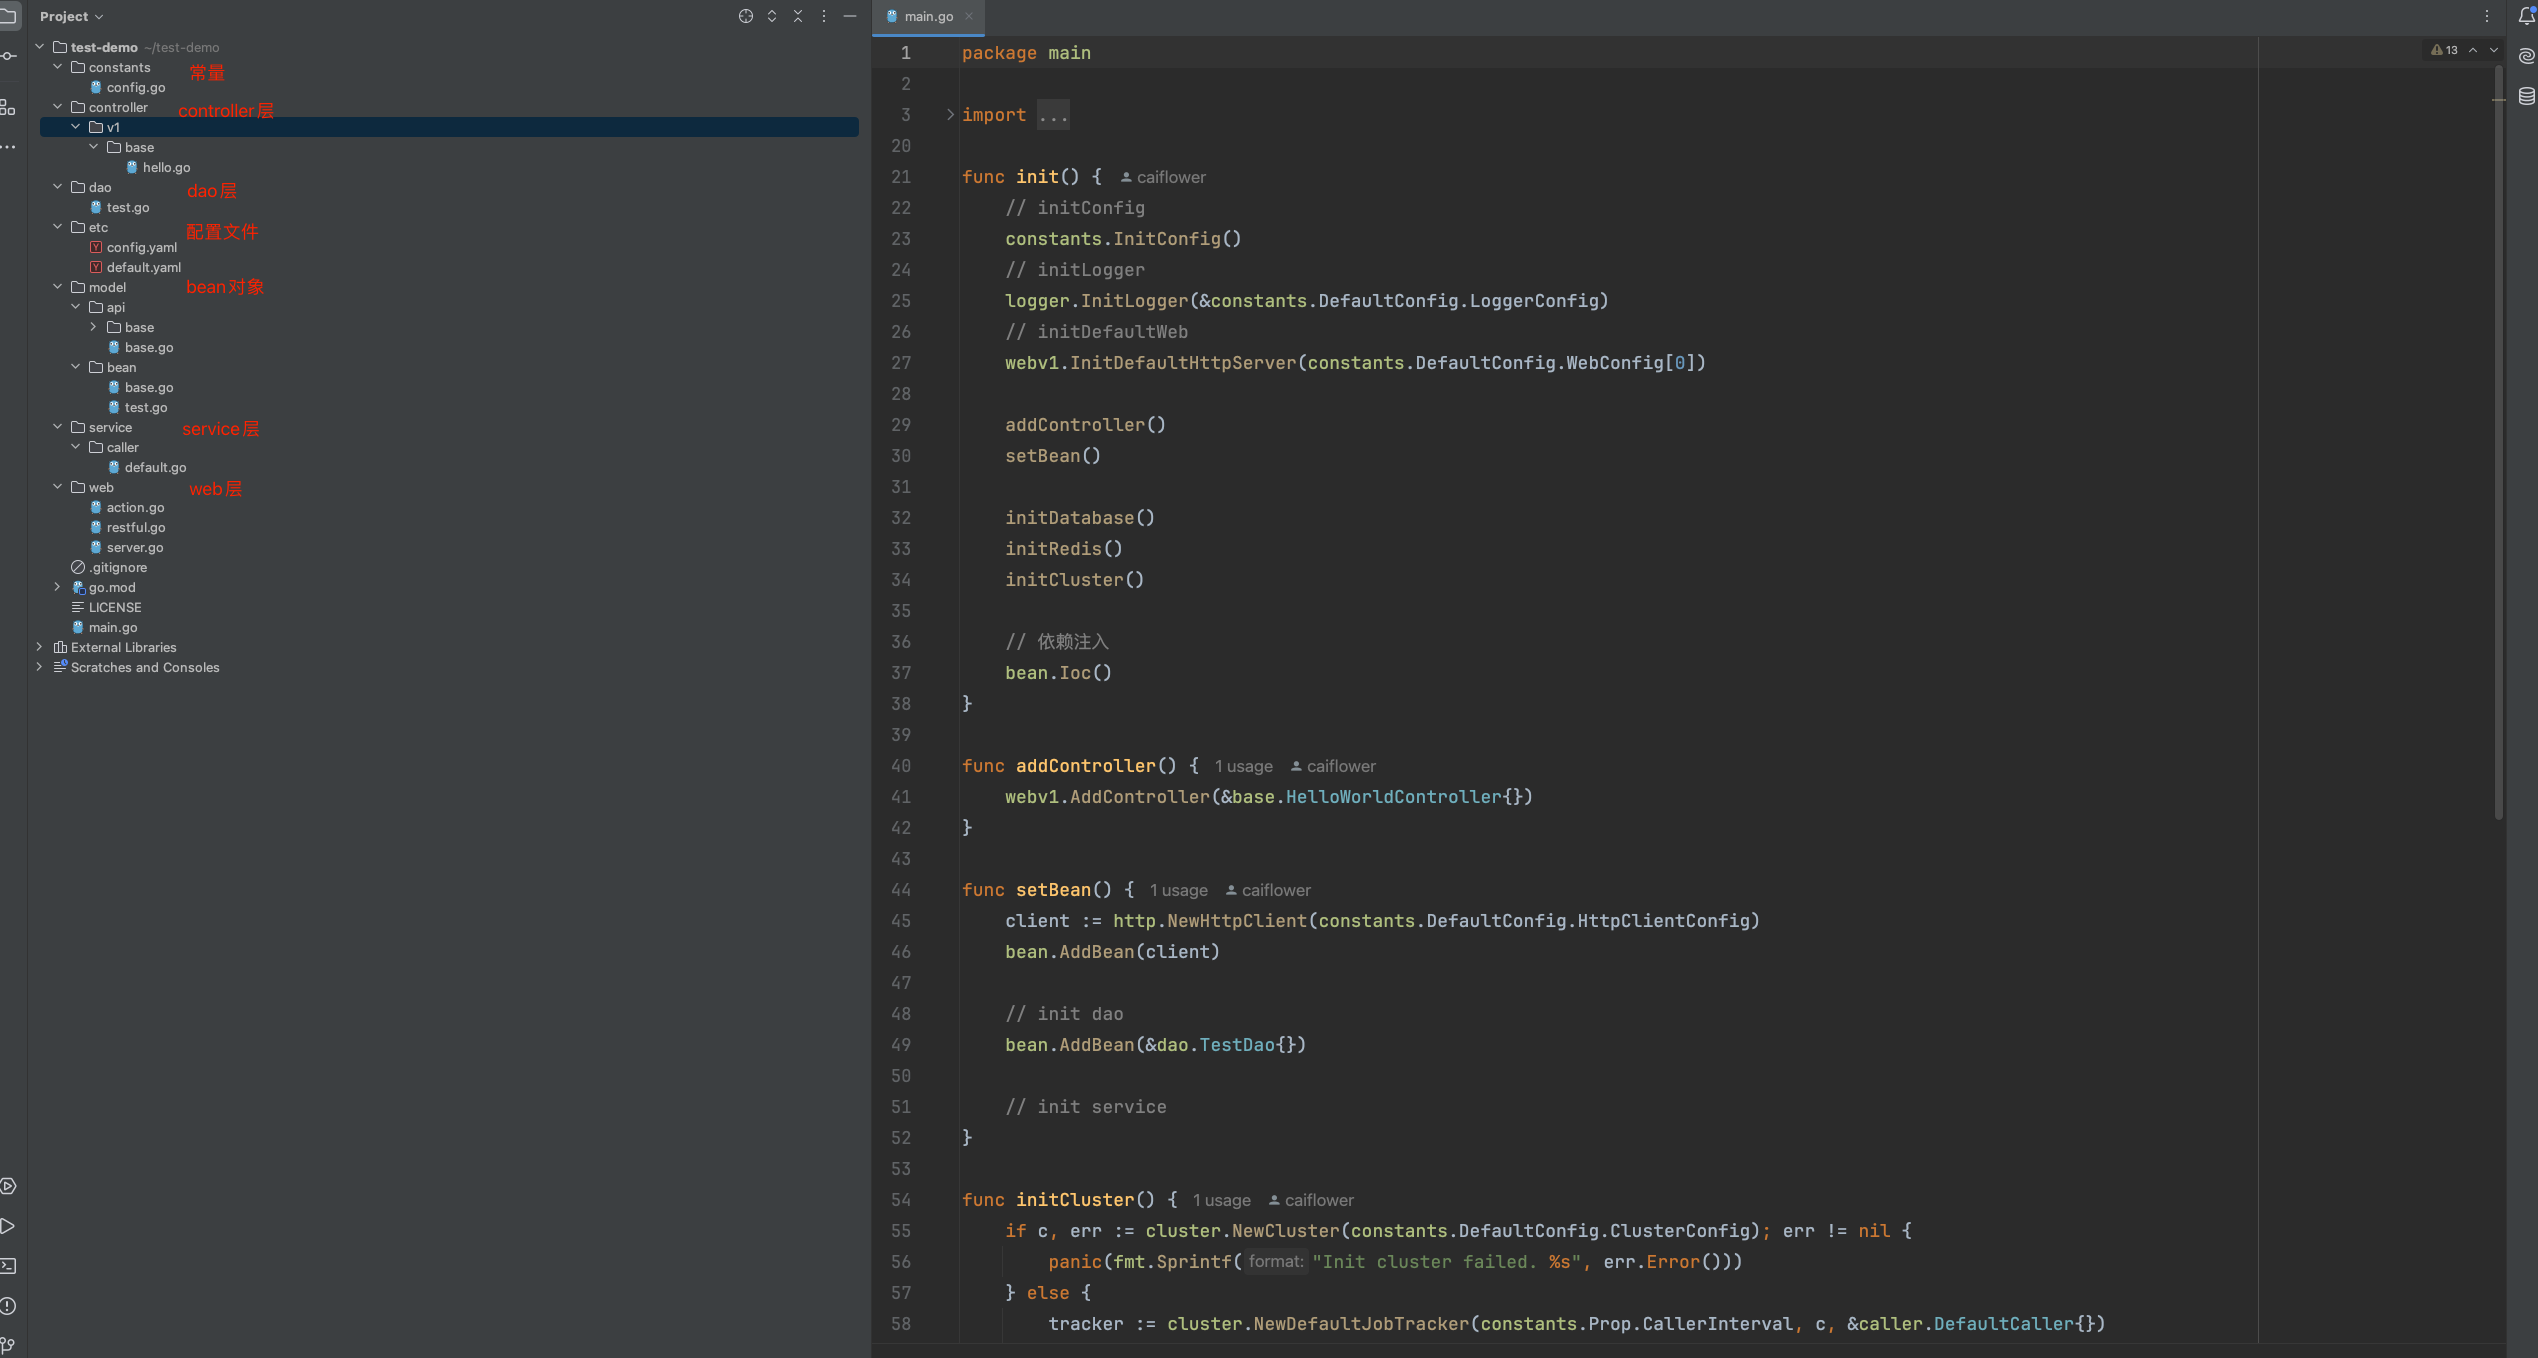 Project
test-demo ~/test-demo
constants 常量
config.go
controller controller层
v1
base
hello.go
dao dao层
test.go
etc 配置文件
config.yaml
default.yaml
model bean对象
api
base
base.go
bean
base.go
test.go
service service层
caller
default.go
web web层
action.go
restful.go
server.go
.gitignore
go.mod
LICENSE
main.go
External Libraries
Scratches and Consoles
main.go
13
1 package main
2
3 import ...
20
21 func init() { caiflower
22 // initConfig
23 constants.InitConfig()
24 // initLogger
25 logger.InitLogger(&constants.DefaultConfig.LoggerConfig)
26 // initDefaultWeb
27 webv1.InitDefaultHttpServer(constants.DefaultConfig.WebConfig[0])
28
29 addController()
30 setBean()
31
32 initDatabase()
33 initRedis()
34 initCluster()
35
36 // 依赖注入
37 bean.Ioc()
38 }
39
40 func addController() { 1 usage caiflower
41 webv1.AddController(&base.HelloWorldController{})
42 }
43
44 func setBean() { 1 usage caiflower
45 client := http.NewHttpClient(constants.DefaultConfig.HttpClientConfig)
46 bean.AddBean(client)
47
48 // init dao
49 bean.AddBean(&dao.TestDao{})
50
51 // init service
52 }
53
54 func initCluster() { 1 usage caiflower
55 if c, err := cluster.NewCluster(constants.DefaultConfig.ClusterConfig); err != nil {
56 panic(fmt.Sprintf( format: "Init cluster failed. %s", err.Error()))
57 } else {
58 tracker := cluster.NewDefaultJobTracker(constants.Prop.CallerInterval, c, &caller.DefaultCaller{})